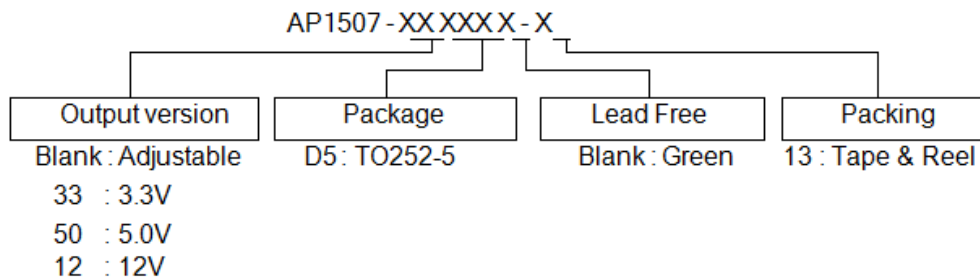 AP1507-XX XXX X - X
Output version
Package
Lead Free
Packing
Blank : Adjustable
D5 : TO252-5
Blank : Green
13 : Tape & Reel
33 : 3.3V
50 : 5.0V
12 : 12V